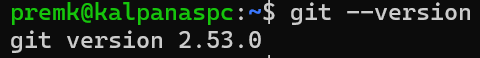 premk@kalpanaspc:~$ git --version
git version 2.53.0